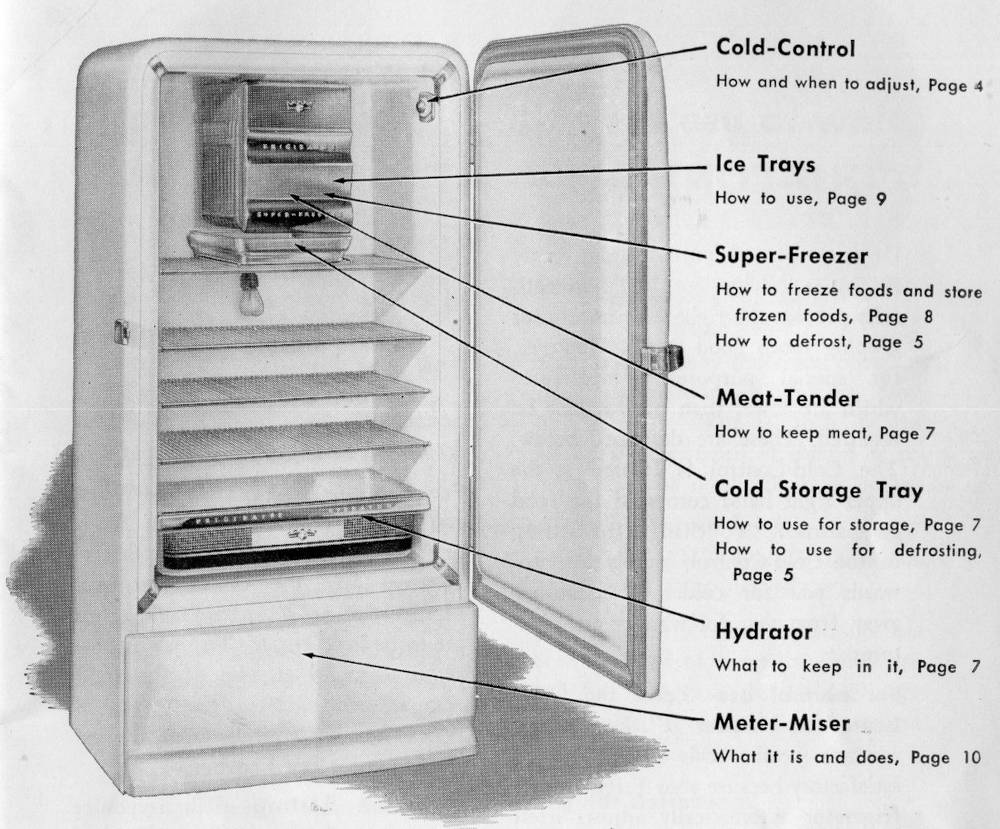 Cold-Control
How and when to adjust, Page 4
Ice Trays
How to use, Page 9
Super-Freezer
How to freeze foods and store
frozen foods, Page 8
How to defrost, Page 5
Meat-Tender
How to keep meat, Page 7
Cold Storage Tray
How to use for storage, Page 7
How to use for defrosting,
Page 5
Hydrator
What to keep in it, Page 7
Meter-Miser
What it is and does, Page 10